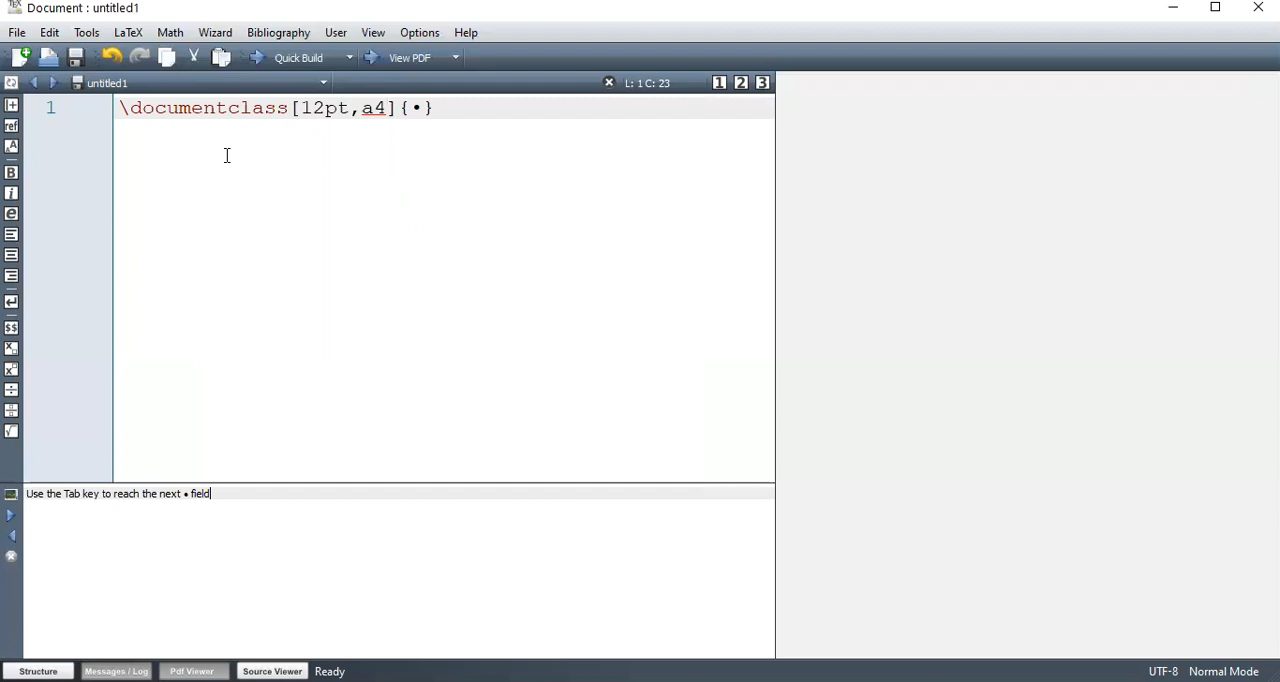 Document : untitled1
File Edit Tools LaTeX Math Wizard Bibliography User View Options Help
Quick Build View PDF
untitled1 L: 1 C: 23 1 2 3
1 \documentclass[12pt,a4]{•}
ref
A
B
i
e
$$
Use the Tab key to reach the next • field
Structure Messages / Log Pdf Viewer Source Viewer Ready UTF-8 Normal Mode